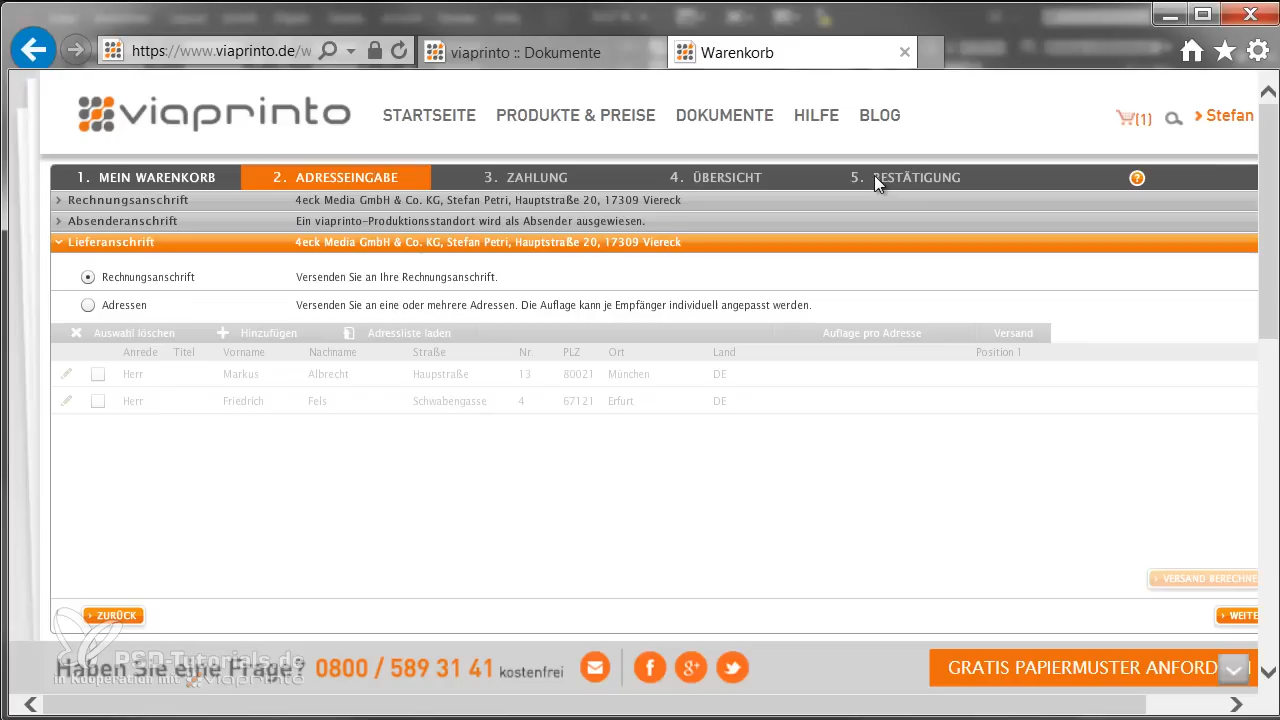 https://www.viaprinto.de/w
viaprinto :: Dokumente
Warenkorb
viaprinto
STARTSEITE PRODUKTE & PREISE DOKUMENTE HILFE BLOG
(1)
Stefan
1. MEIN WARENKORB 2. ADRESSEINGABE 3. ZAHLUNG 4. ÜBERSICHT 5. BESTÄTIGUNG ?
Rechnungsanschrift 4eck Media GmbH & Co. KG, Stefan Petri, Hauptstraße 20, 17309 Viereck
Absenderanschrift Ein viaprinto-Produktionsstandort wird als Absender ausgewiesen.
Lieferanschrift 4eck Media GmbH & Co. KG, Stefan Petri, Hauptstraße 20, 17309 Viereck
Rechnungsanschrift Versenden Sie an Ihre Rechnungsanschrift.
Adressen Versenden Sie an eine oder mehrere Adressen. Die Auflage kann je Empfänger individuell angepasst werden.
Auswahl löschen Hinzufügen Adressliste laden Auflage pro Adresse Versand
Anrede Titel Vorname Nachname Straße Nr. PLZ Ort Land Position 1
Herr Markus Albrecht Haupstraße 13 80021 München DE
Herr Friedrich Fels Schwabengasse 4 67121 Erfurt DE
VERSAND BERECHNE
ZURÜCK
WEITE
PSD-Tutorials.de
in Kooperation mit viaprinto
Haben Sie eine Frage? 0800 / 589 31 41 kostenfrei
GRATIS PAPIERMUSTER ANFORD